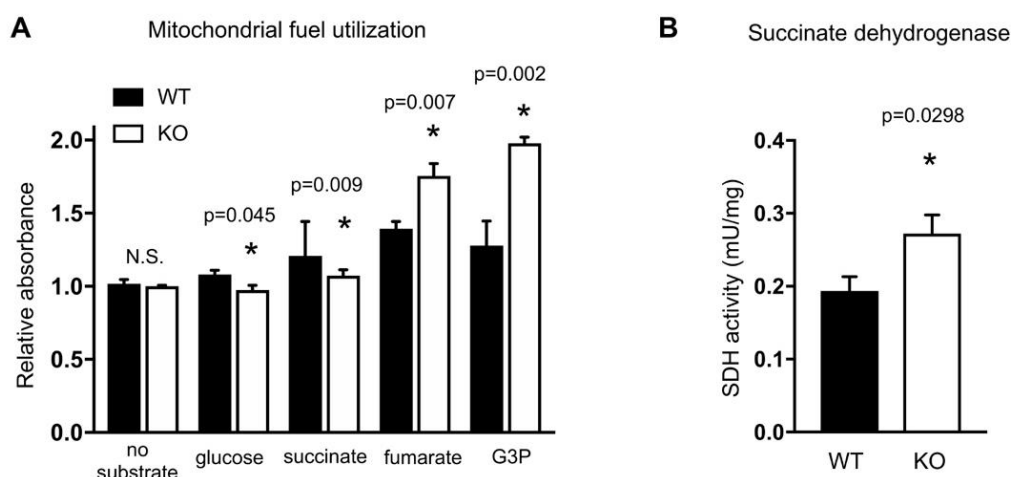 A
Mitochondrial fuel utilization
WT
KO
Relative absorbance
2.0
1.5
1.0
0.5
0.0
N.S.
p=0.045
*
p=0.009
*
p=0.007
*
p=0.002
*
no
substrate
glucose
succinate
fumarate
G3P
B
Succinate dehydrogenase
p=0.0298
*
SDH activity (mU/mg)
0.4
0.3
0.2
0.1
0.0
WT
KO